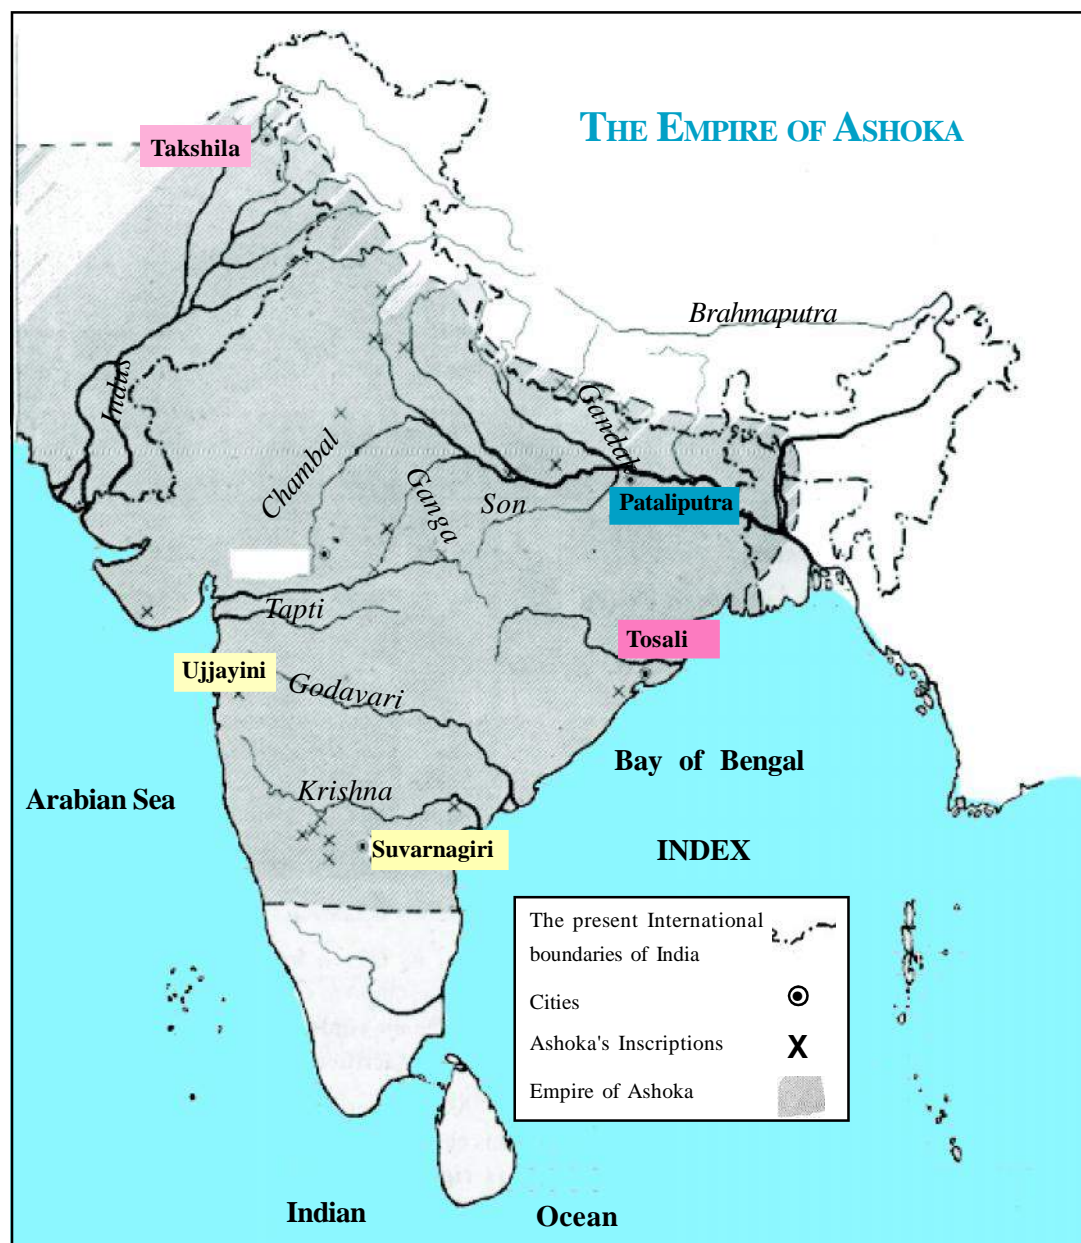 THE EMPIRE OF ASHOKA
Takshila
Brahmaputra
Indus
Gandak
Chambal
Ganga
Son
Pataliputra
Tapti
Tosali
Ujjayini
Godavari
Bay of Bengal
Krishna
Arabian Sea
Suvarnagiri
INDEX
The present International
boundaries of India
Cities
Ashoka's Inscriptions
X
Empire of Ashoka
Indian Ocean